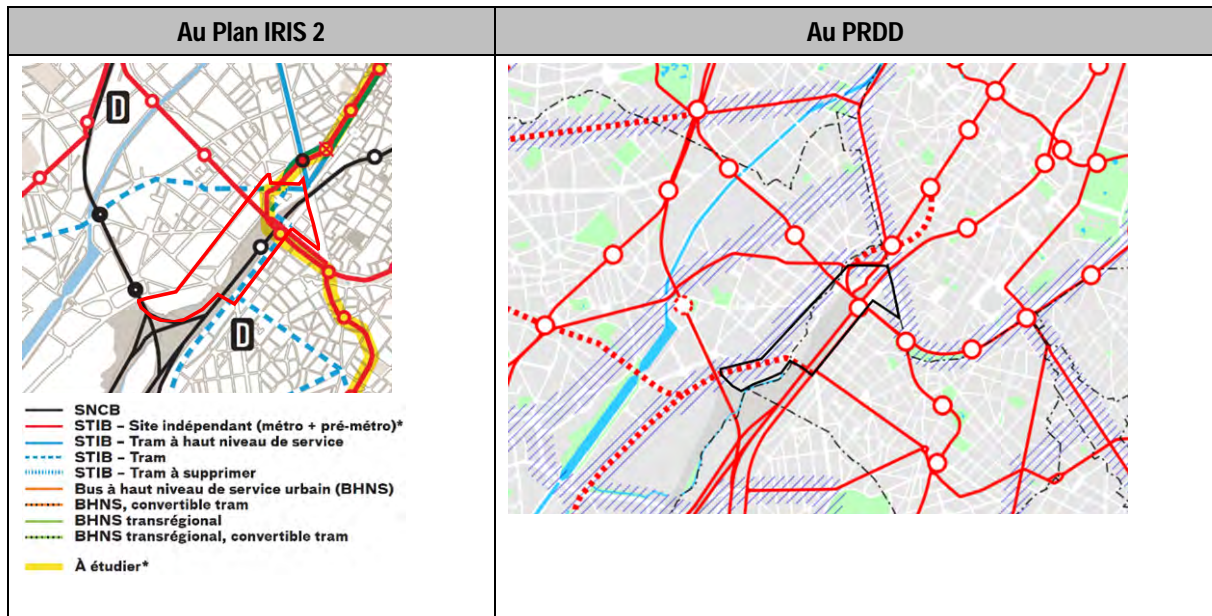 Au Plan IRIS 2
Au PRDD
D
D
SNCB
STIB – Site indépendant (métro + pré-métro)*
STIB – Tram à haut niveau de service
STIB – Tram
STIB – Tram à supprimer
Bus à haut niveau de service urbain (BHNS)
BHNS, convertible tram
BHNS transrégional
BHNS transrégional, convertible tram
À étudier*